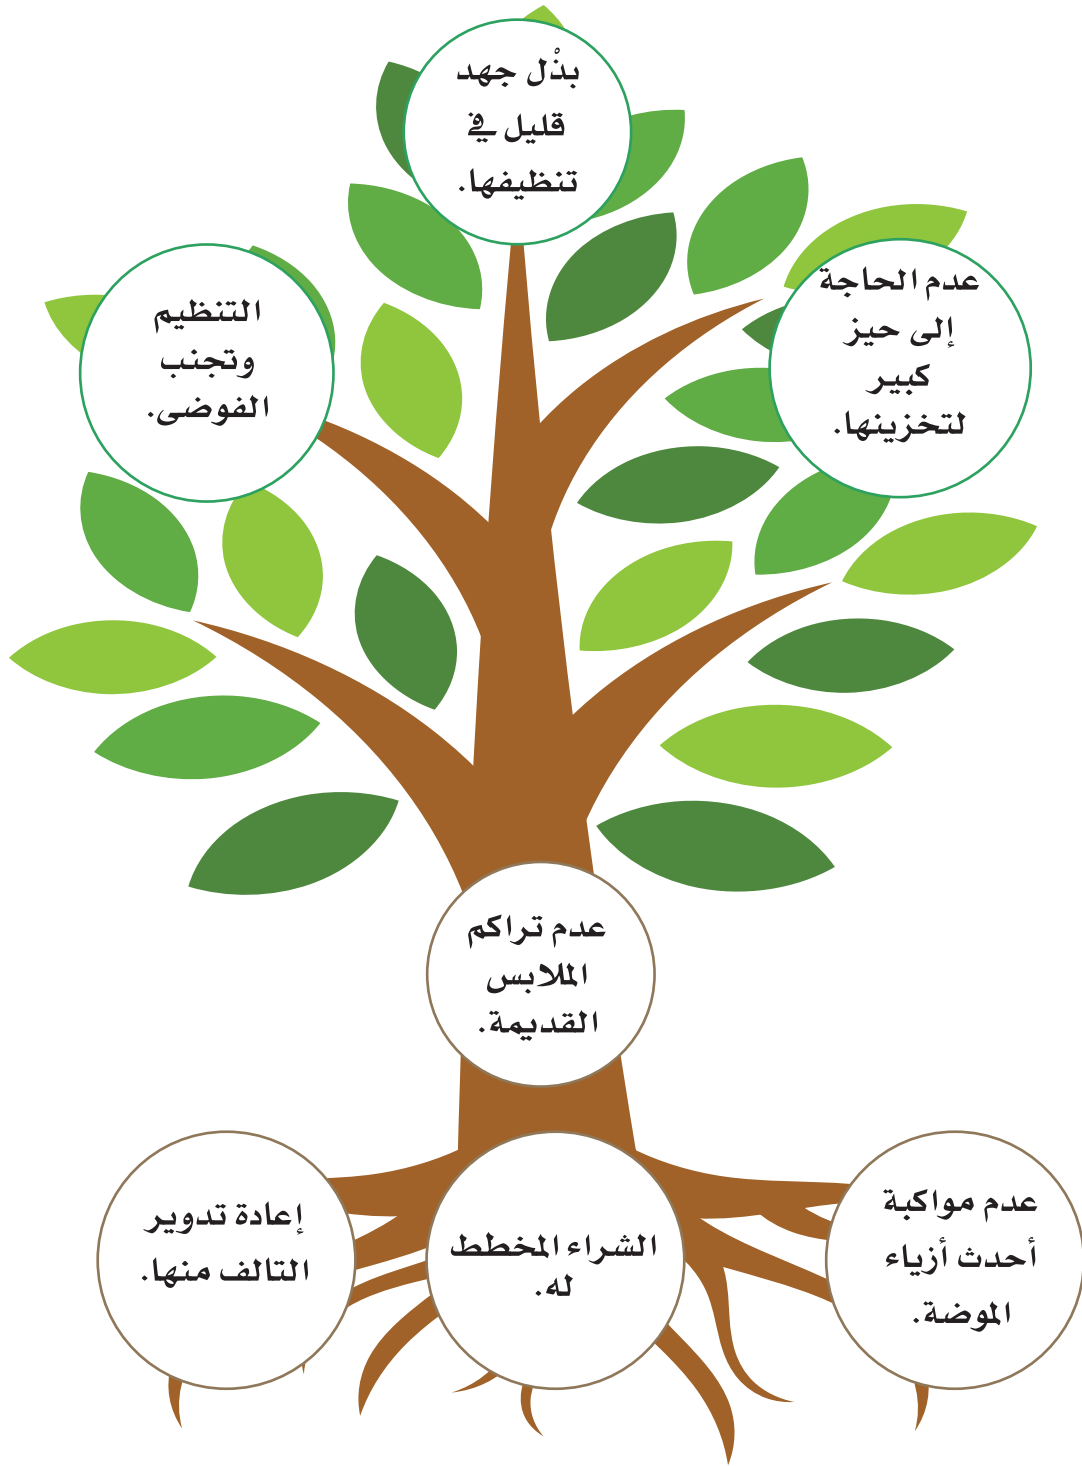 بذْل جهد
قليل في
تنظيفها.
عدم الحاجة
إلى حيز
كبير
لتخزينها.
التنظيم
وتجنب
الفوضى.
عدم تراكم
الملابس
القديمة.
عدم مواكبة
أحدث أزياء
الموضة.
الشراء المخطط
له.
إعادة تدوير
التالف منها.